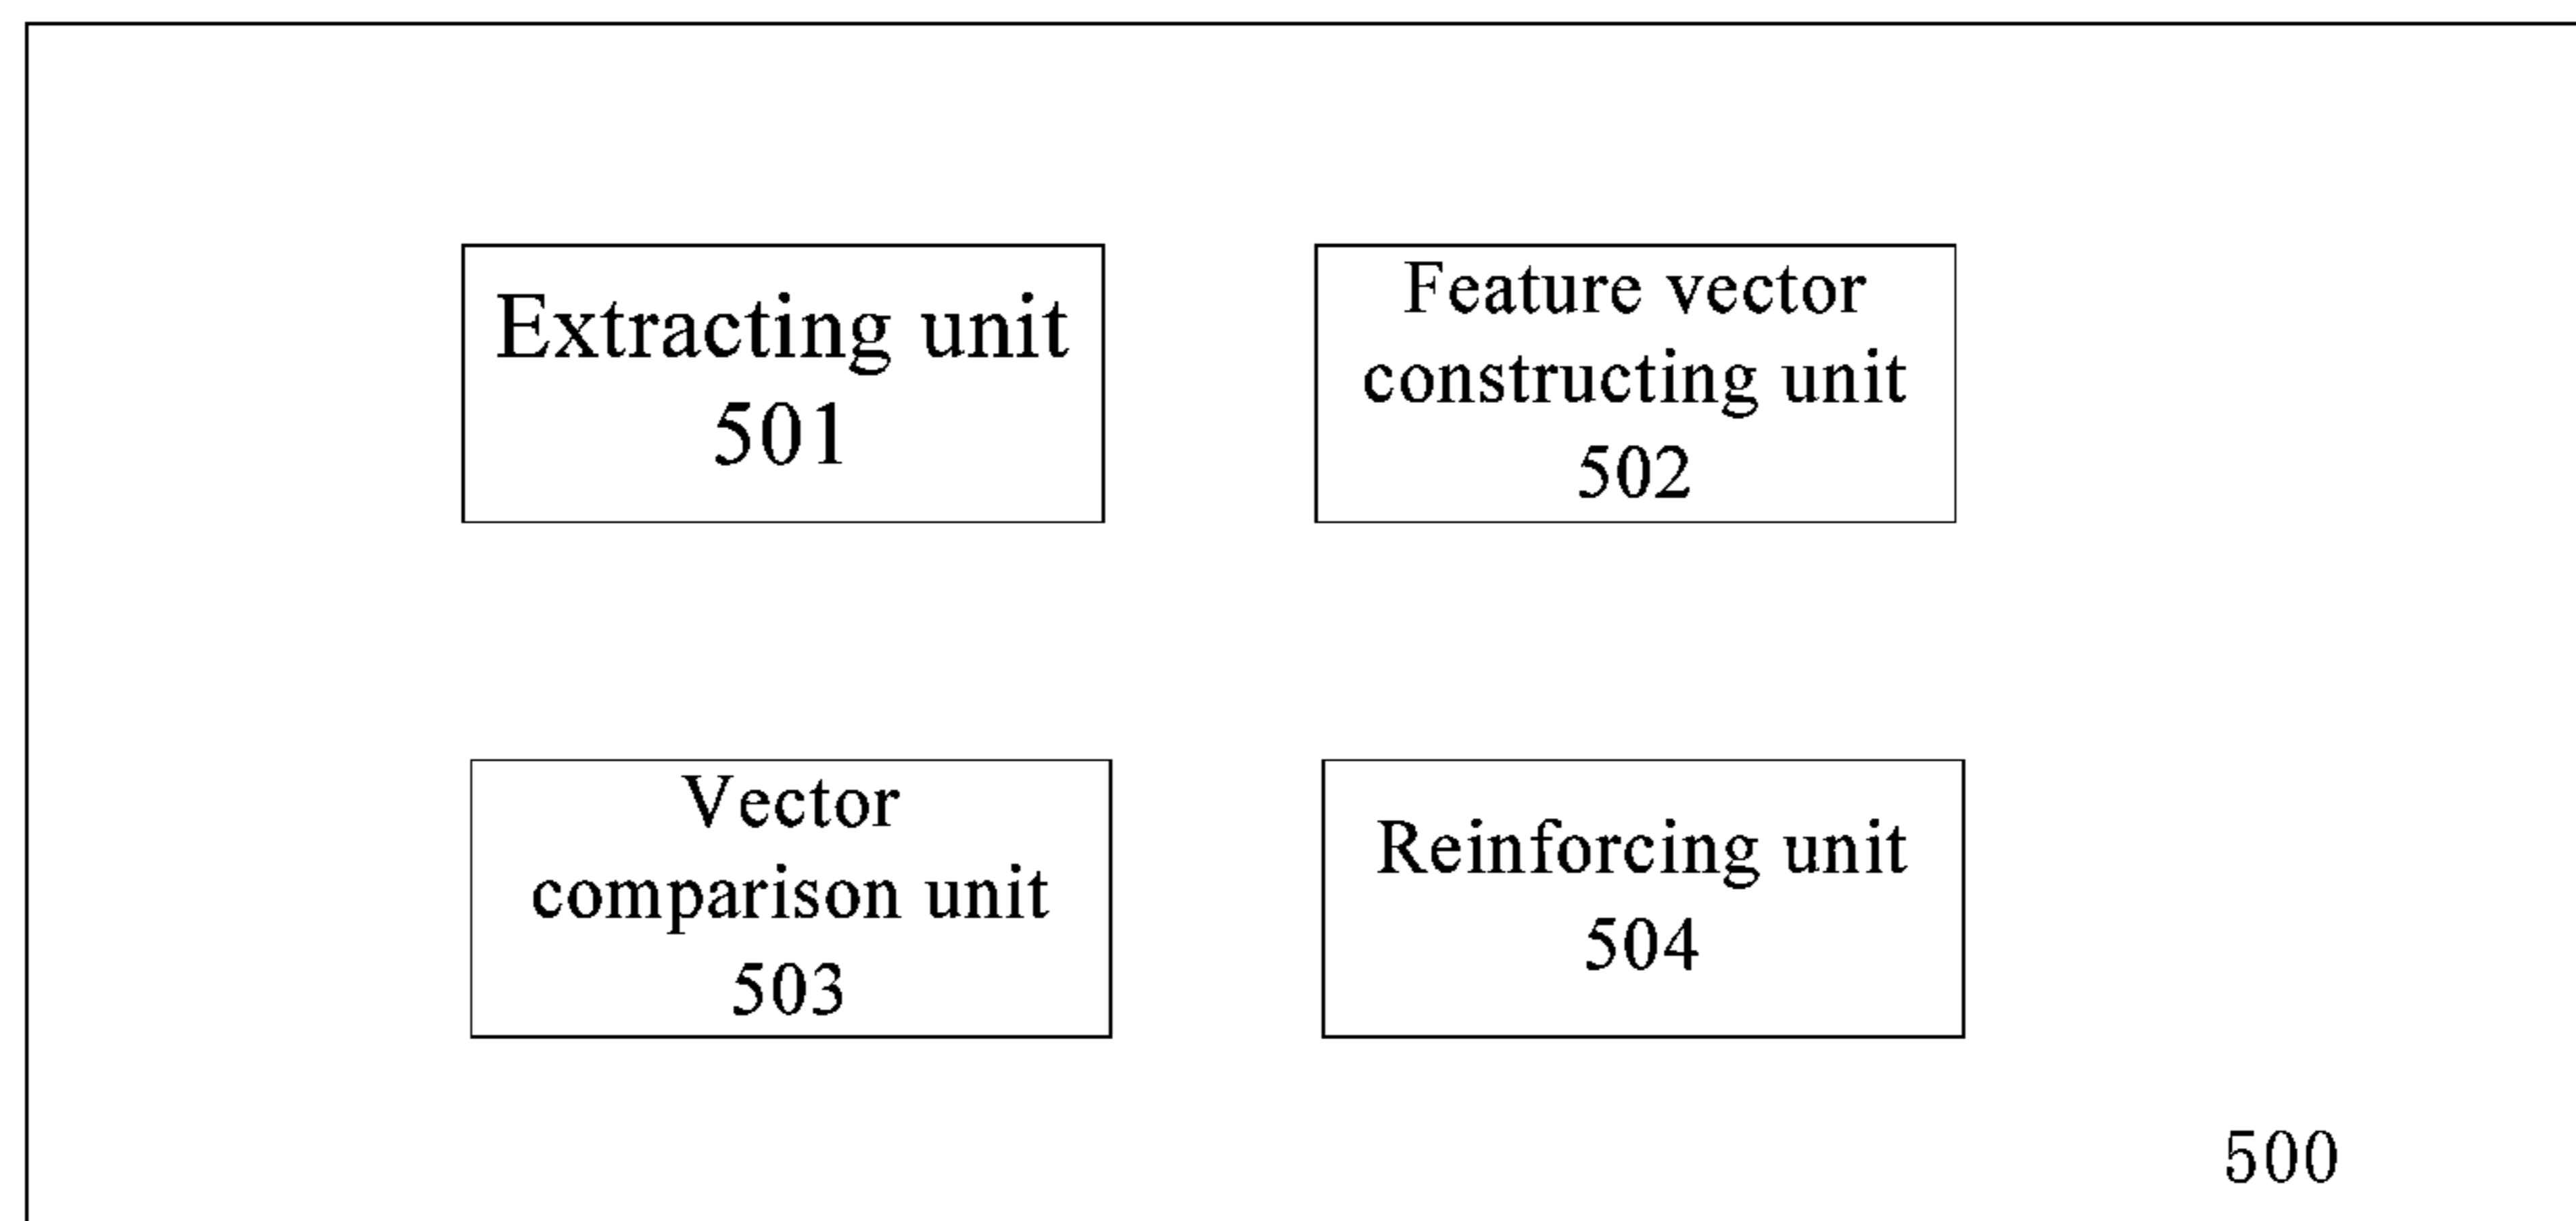 Extracting unit
501
Feature vector
constructing unit
502
Vector
comparison unit
503
Reinforcing unit
504
500